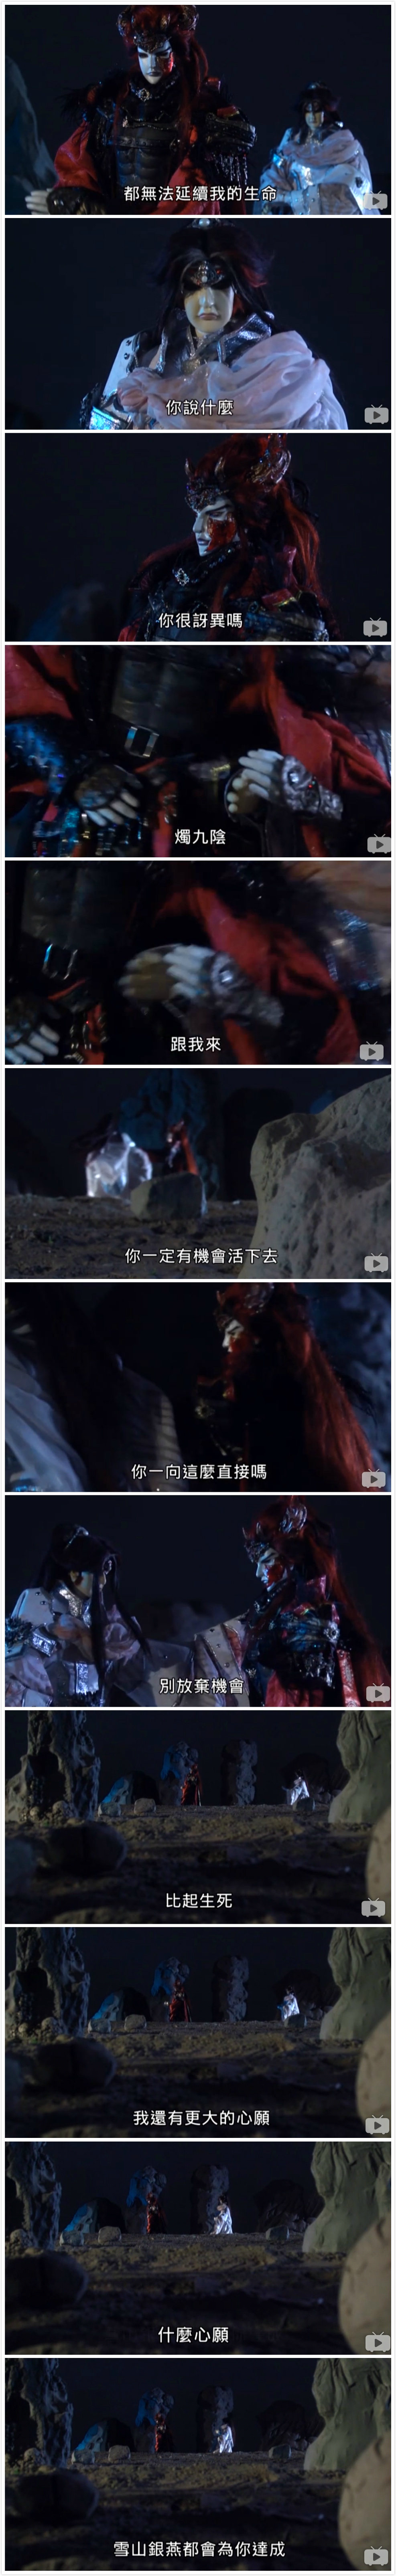 都無法延續我的生命
你說什麼
你很訝異嗎
燭九陰
跟我來
你一定有機會活下去
你一向這麼直接嗎
別放棄機會
比起生死
我還有更大的心願
什麼心願
雪山銀燕都會為你達成